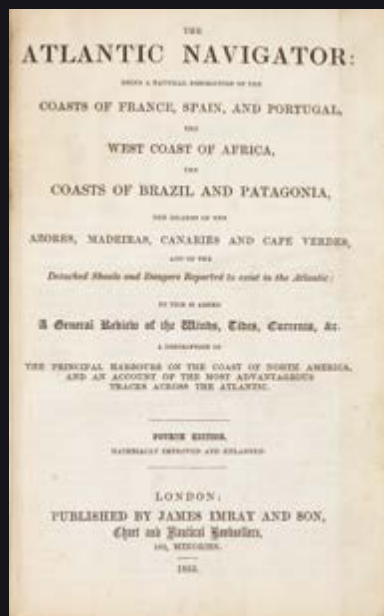 THE
ATLANTIC NAVIGATOR:
BEING A NAUTICAL DESCRIPTION OF THE
COASTS OF FRANCE, SPAIN, AND PORTUGAL,
THE
WEST COAST OF AFRICA,
THE
COASTS OF BRAZIL AND PATAGONIA,
THE ISLANDS OF THE
AZORES, MADEIRAS, CANARIES AND CAPE VERDES,
AND OF THE
Detached Shoals and Dangers Reported to exist in the Atlantic:
TO THIS IS ADDED
A General Review of the Winds, Tides, Currents, &c.
A DESCRIPTION OF
THE PRINCIPAL HARBOURS ON THE COAST OF NORTH AMERICA,
AND AN ACCOUNT OF THE MOST ADVANTAGEOUS
TRACKS ACROSS THE ATLANTIC.
FOURTH EDITION,
MATERIALLY IMPROVED AND ENLARGED.
LONDON:
PUBLISHED BY JAMES IMRAY AND SON,
Chart and Nautical Booksellers,
MINORIES.